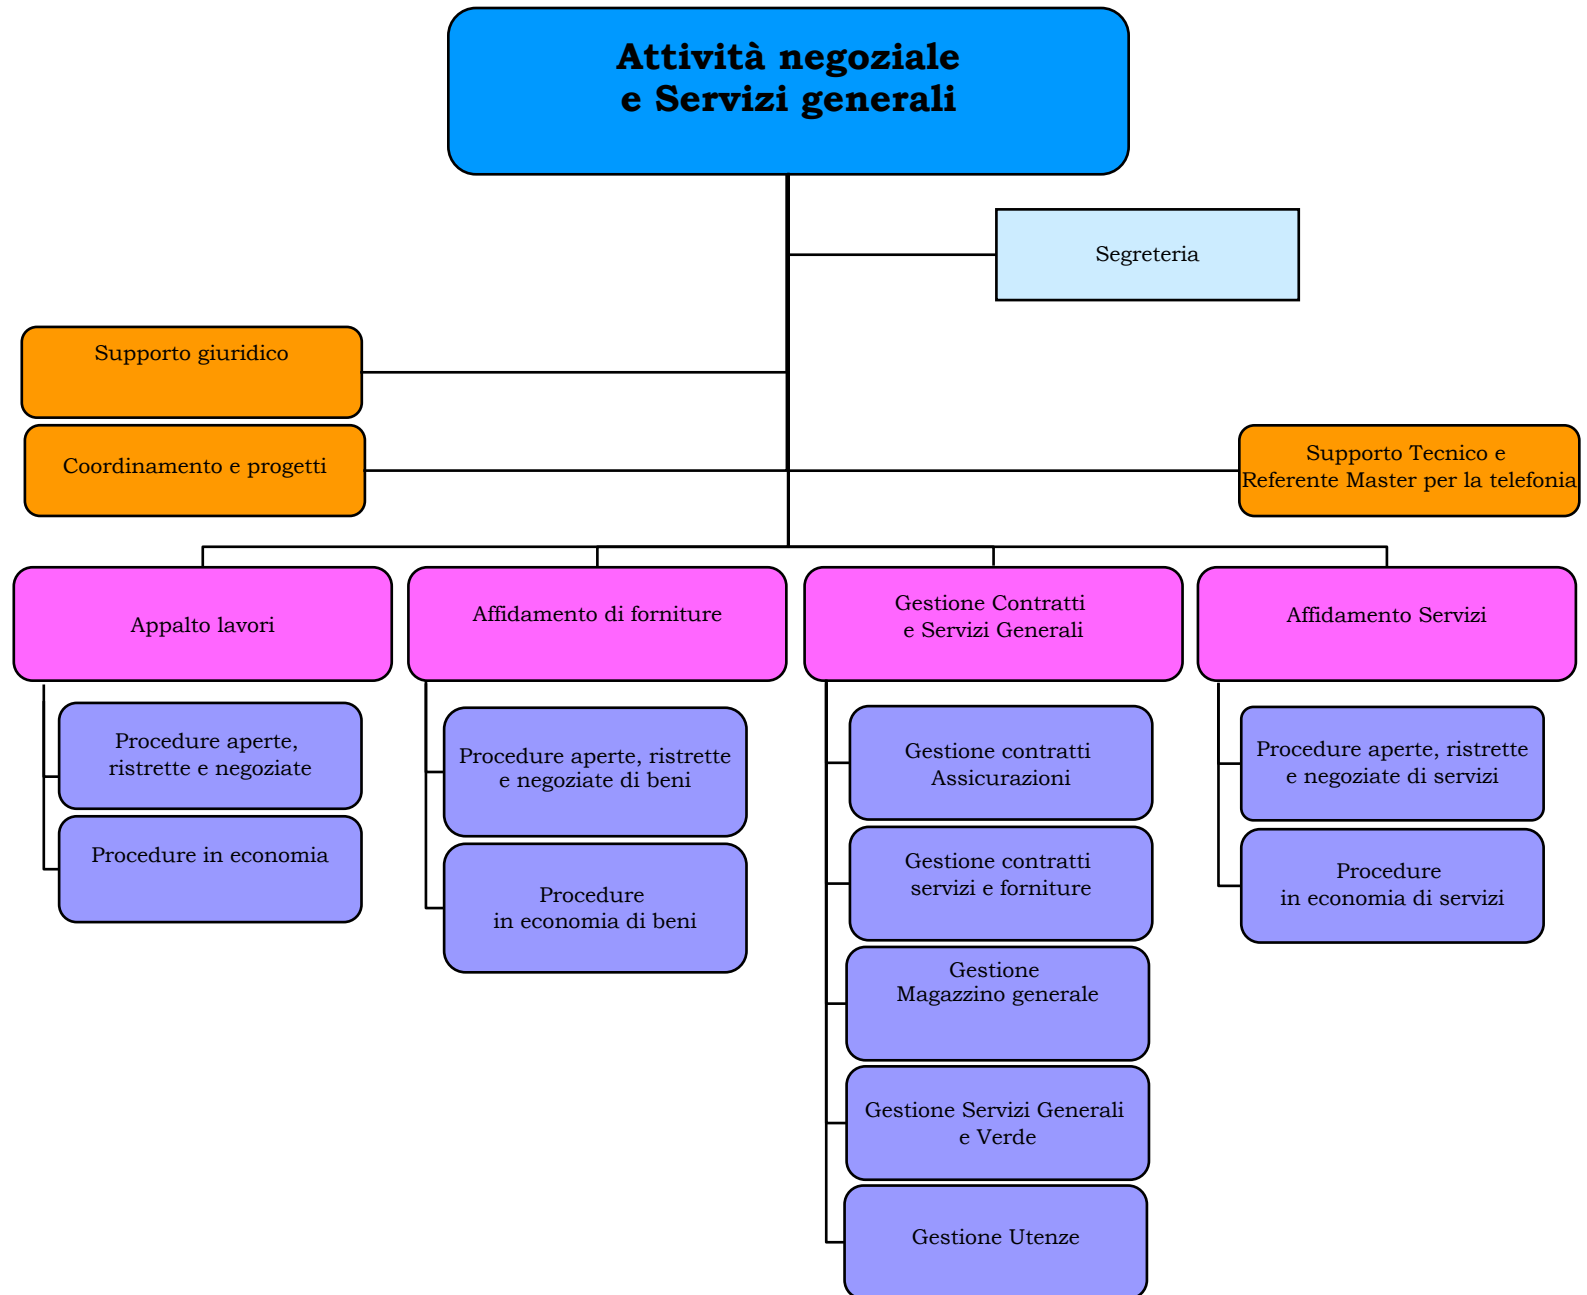 Attività negoziale
e Servizi generali
Segreteria
Supporto giuridico
Coordinamento e progetti
Supporto Tecnico e
Referente Master per la telefonia
Appalto lavori
Affidamento di forniture
Gestione Contratti
e Servizi Generali
Affidamento Servizi
Procedure aperte,
ristrette e negoziate
Procedure in economia
Procedure aperte, ristrette
e negoziate di beni
Procedure
in economia di beni
Gestione contratti
Assicurazioni
Gestione contratti
servizi e forniture
Gestione
Magazzino generale
Gestione Servizi Generali
e Verde
Gestione Utenze
Procedure aperte, ristrette
e negoziate di servizi
Procedure
in economia di servizi